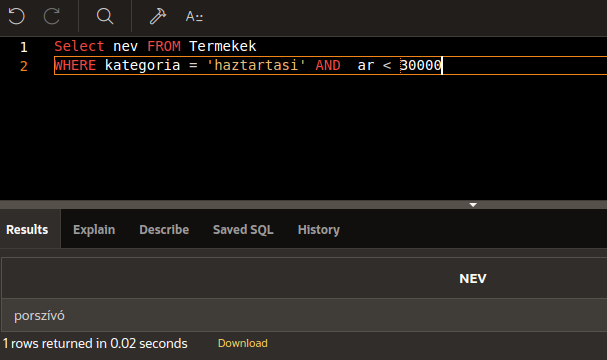 A
1 Select nev FROM Termekek
2 WHERE kategoria = 'haztartasi' AND  ar < 30000
Results Explain Describe Saved SQL History
NEV
porszívó
1 rows returned in 0.02 seconds Download